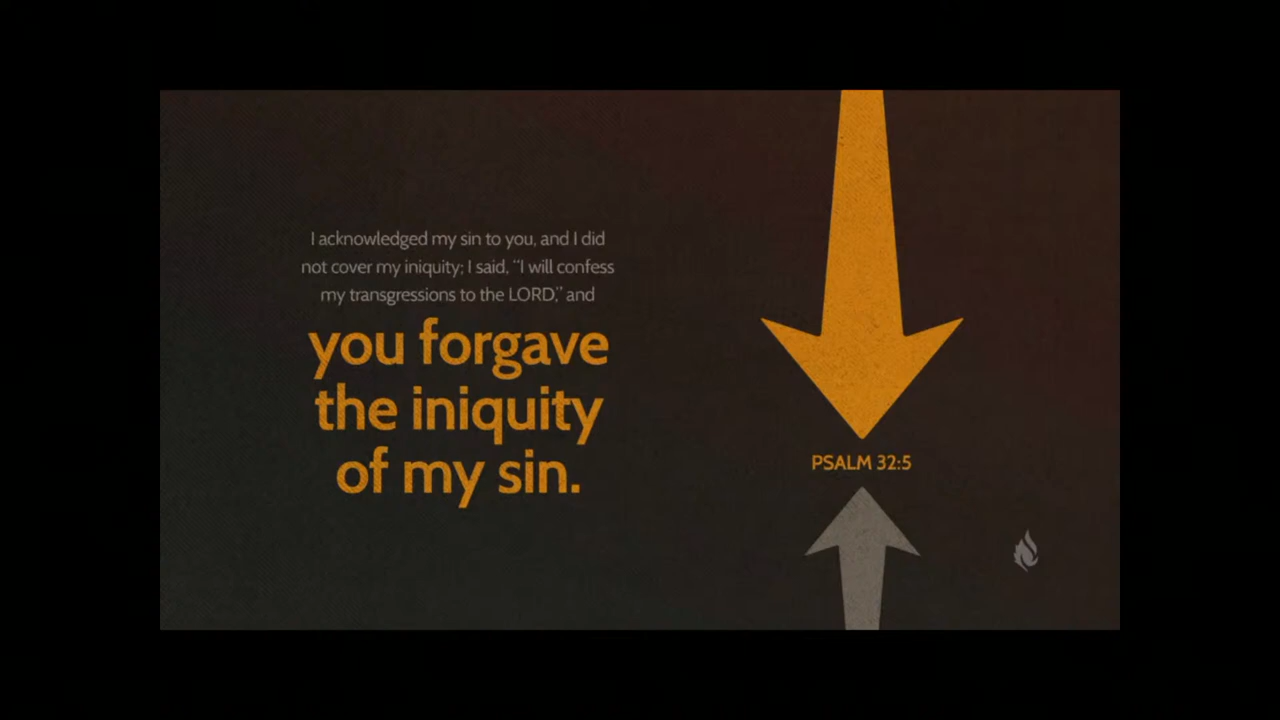 I acknowledged my sin to you, and I did
not cover my iniquity; I said, “I will confess
my transgressions to the LORD,” and
you forgave
the iniquity
of my sin.
PSALM 32:5